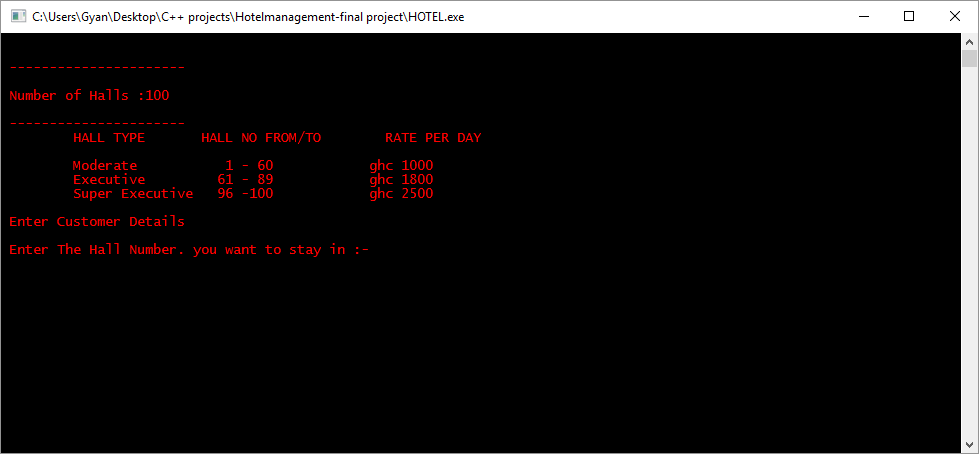 C:\Users\Gyan\Desktop\C++ projects\Hotelmanagement-final project\HOTEL.exe
----------------------
Number of Halls :100
----------------------
HALL TYPE HALL NO FROM/TO RATE PER DAY
Moderate 1 - 60 ghc 1000
Executive 61 - 89 ghc 1800
Super Executive 96 -100 ghc 2500
Enter Customer Details
Enter The Hall Number. you want to stay in :-